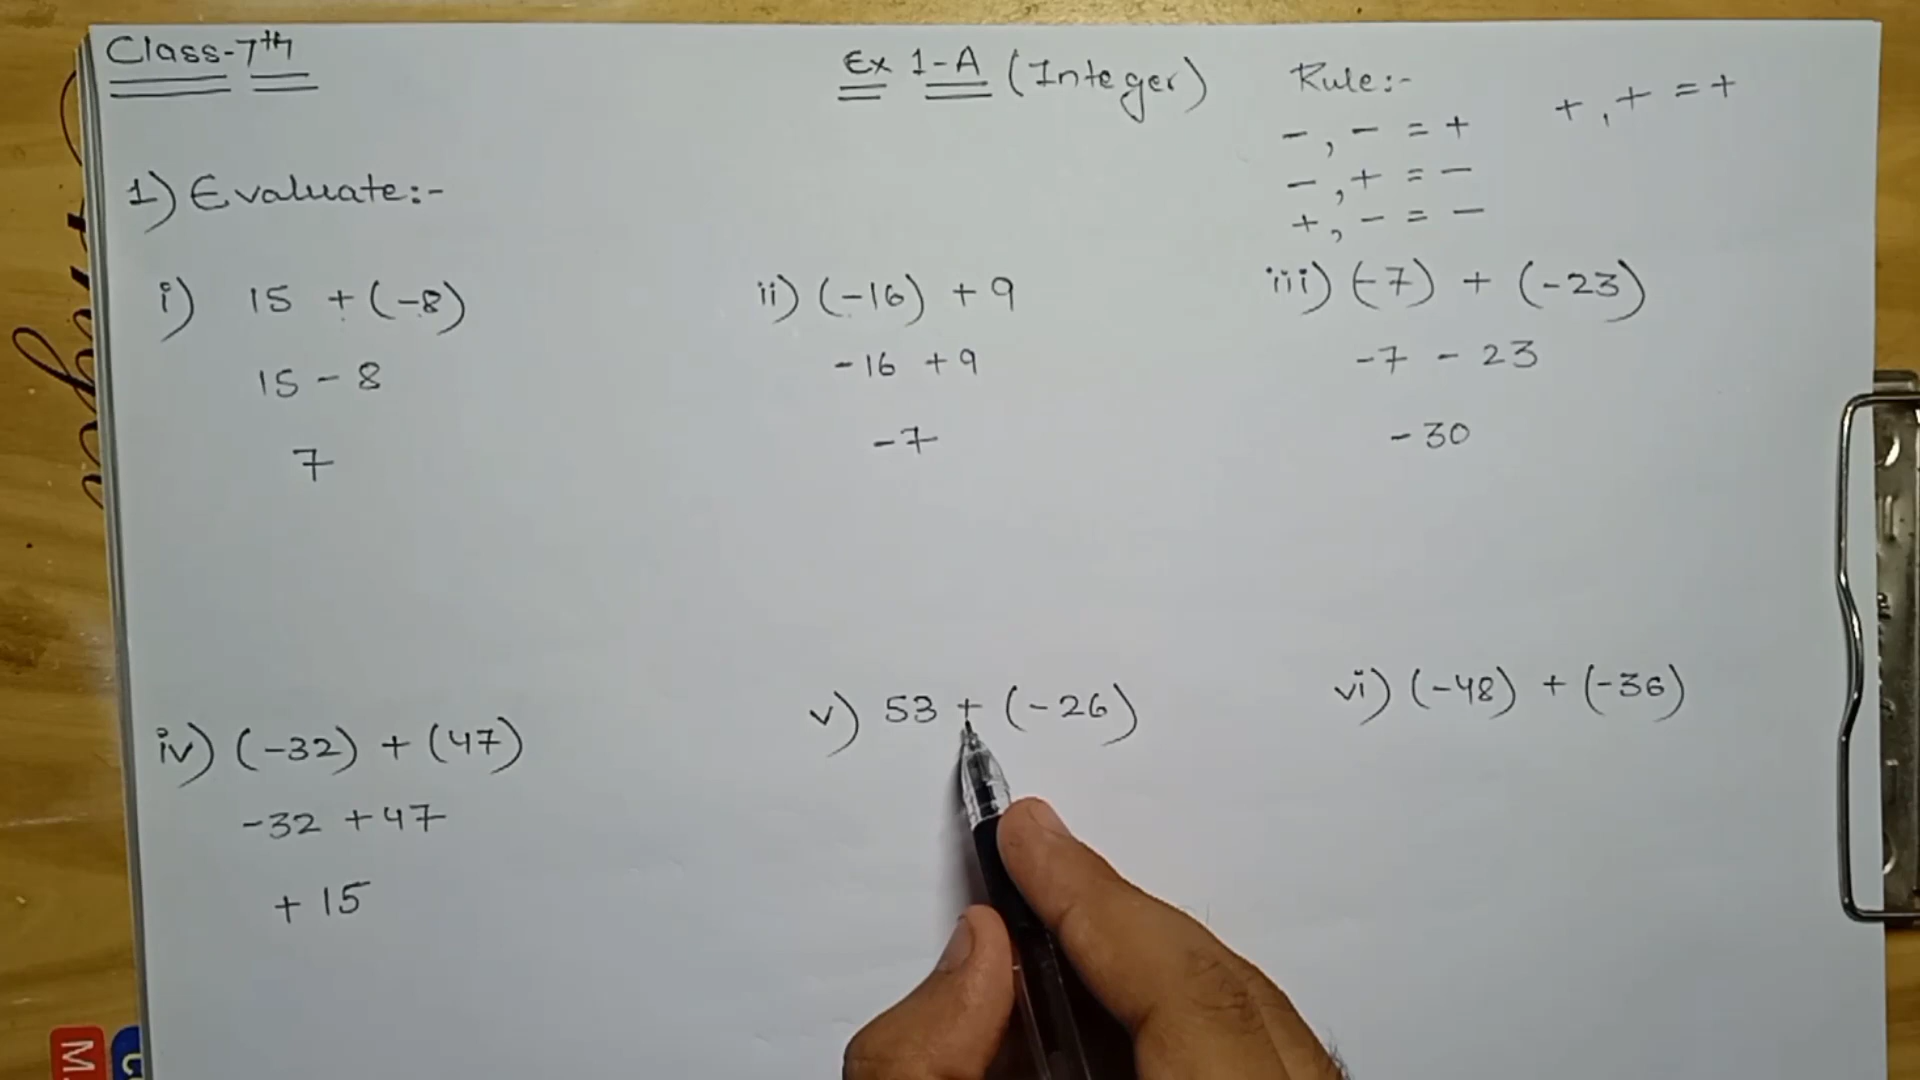 Class-7th
Ex 1-A (Integer)
Rule:-
-, - = +
+, + = +
-, + = -
+, - = -
1) Evaluate:-
i) 15 + (-8)
15 - 8
7
ii) (-16) + 9
-16 + 9
-7
iii) (-7) + (-23)
-7 - 23
-30
iv) (-32) + (47)
-32 + 47
+ 15
v) 53 + (-26)
vi) (-48) + (-36)